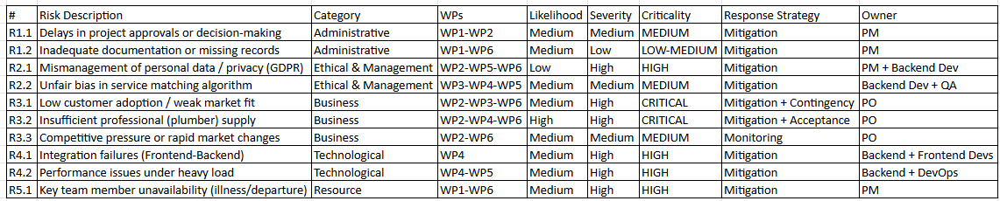 # Risk Description Category WPs Likelihood Severity Criticality Response Strategy Owner
R1.1 Delays in project approvals or decision-making Administrative WP1-WP2 Medium Medium MEDIUM Mitigation PM
R1.2 Inadequate documentation or missing records Administrative WP1-WP6 Medium Low LOW-MEDIUM Mitigation PM
R2.1 Mismanagement of personal data / privacy (GDPR) Ethical & Management WP2-WP5-WP6 Low High HIGH Mitigation PM + Backend Dev
R2.2 Unfair bias in service matching algorithm Ethical & Management WP3-WP4-WP5 Medium Medium MEDIUM Mitigation Backend Dev + QA
R3.1 Low customer adoption / weak market fit Business WP2-WP3-WP6 Medium High CRITICAL Mitigation + Contingency PO
R3.2 Insufficient professional (plumber) supply Business WP2-WP4-WP6 High High CRITICAL Mitigation + Acceptance PO
R3.3 Competitive pressure or rapid market changes Business WP2-WP6 Medium Medium MEDIUM Monitoring PO
R4.1 Integration failures (Frontend-Backend) Technological WP4 Medium High HIGH Mitigation Backend + Frontend Devs
R4.2 Performance issues under heavy load Technological WP4-WP5 Medium High HIGH Mitigation Backend + DevOps
R5.1 Key team member unavailability (illness/departure) Resource WP1-WP6 Medium High HIGH Mitigation PM